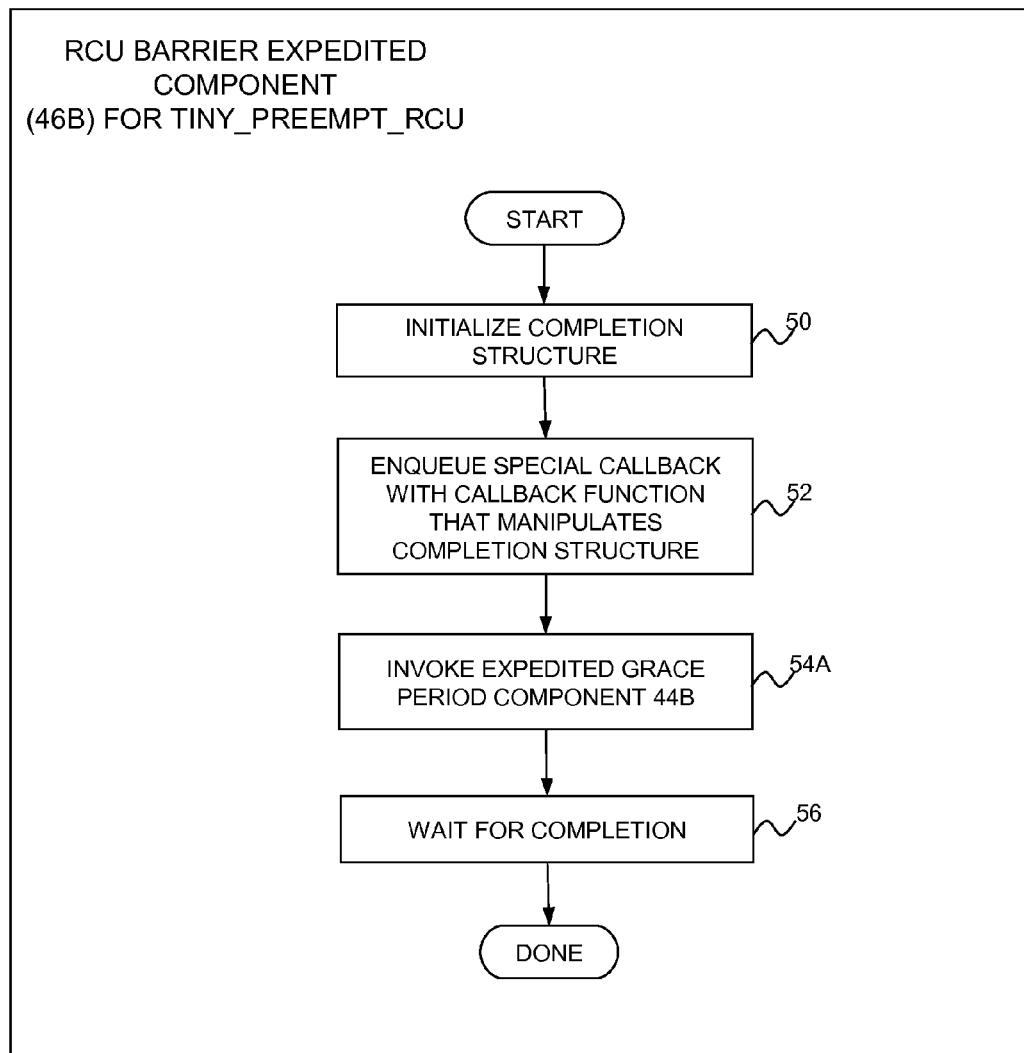 RCU BARRIER EXPEDITED
COMPONENT
(46B) FOR TINY_PREEMPT_RCU
START
INITIALIZE COMPLETION
STRUCTURE
50
ENQUEUE SPECIAL CALLBACK
WITH CALLBACK FUNCTION
THAT MANIPULATES
COMPLETION STRUCTURE
52
INVOKE EXPEDITED GRACE
PERIOD COMPONENT 44B
54A
WAIT FOR COMPLETION
56
DONE